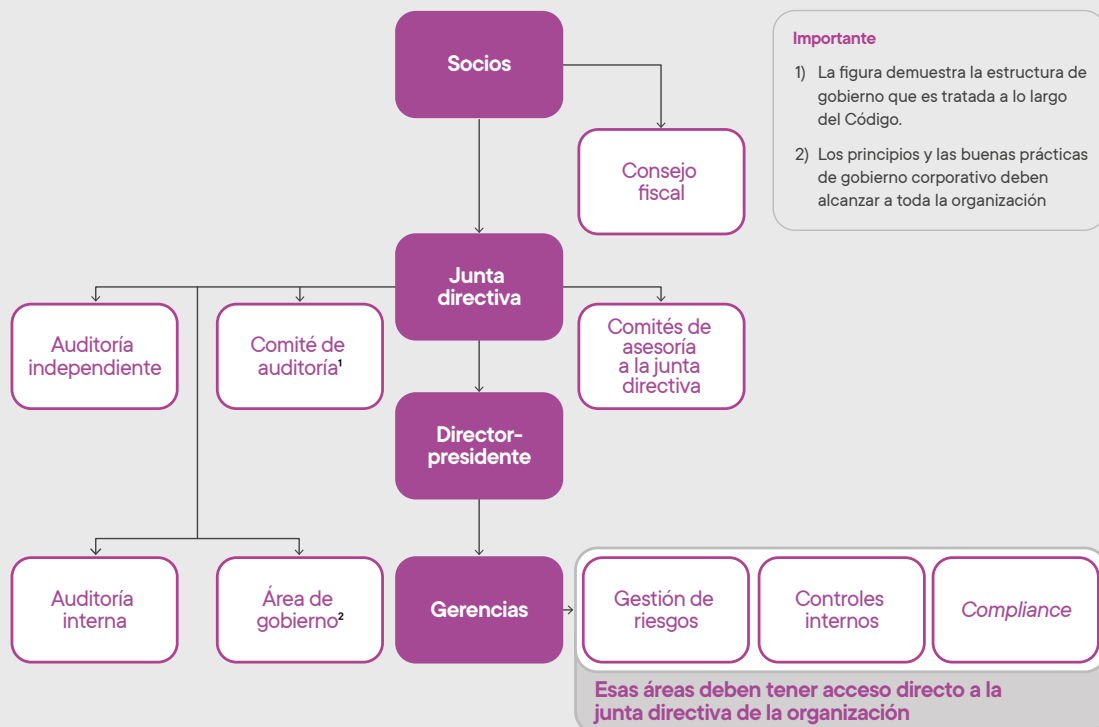 Socios
Importante
1) La figura demuestra la estructura de
gobierno que es tratada a lo largo
del Código.
2) Los principios y las buenas prácticas
de gobierno corporativo deben
alcanzar a toda la organización
Consejo
fiscal
Junta
directiva
Auditoría
independiente
Comité de
auditoría¹
Comités de
asesoría
a la junta
directiva
Director-
presidente
Auditoría
interna
Área de
gobierno²
Gerencias
Gestión de
riesgos
Controles
internos
Compliance
Esas áreas deben tener acceso directo a la
junta directiva de la organización